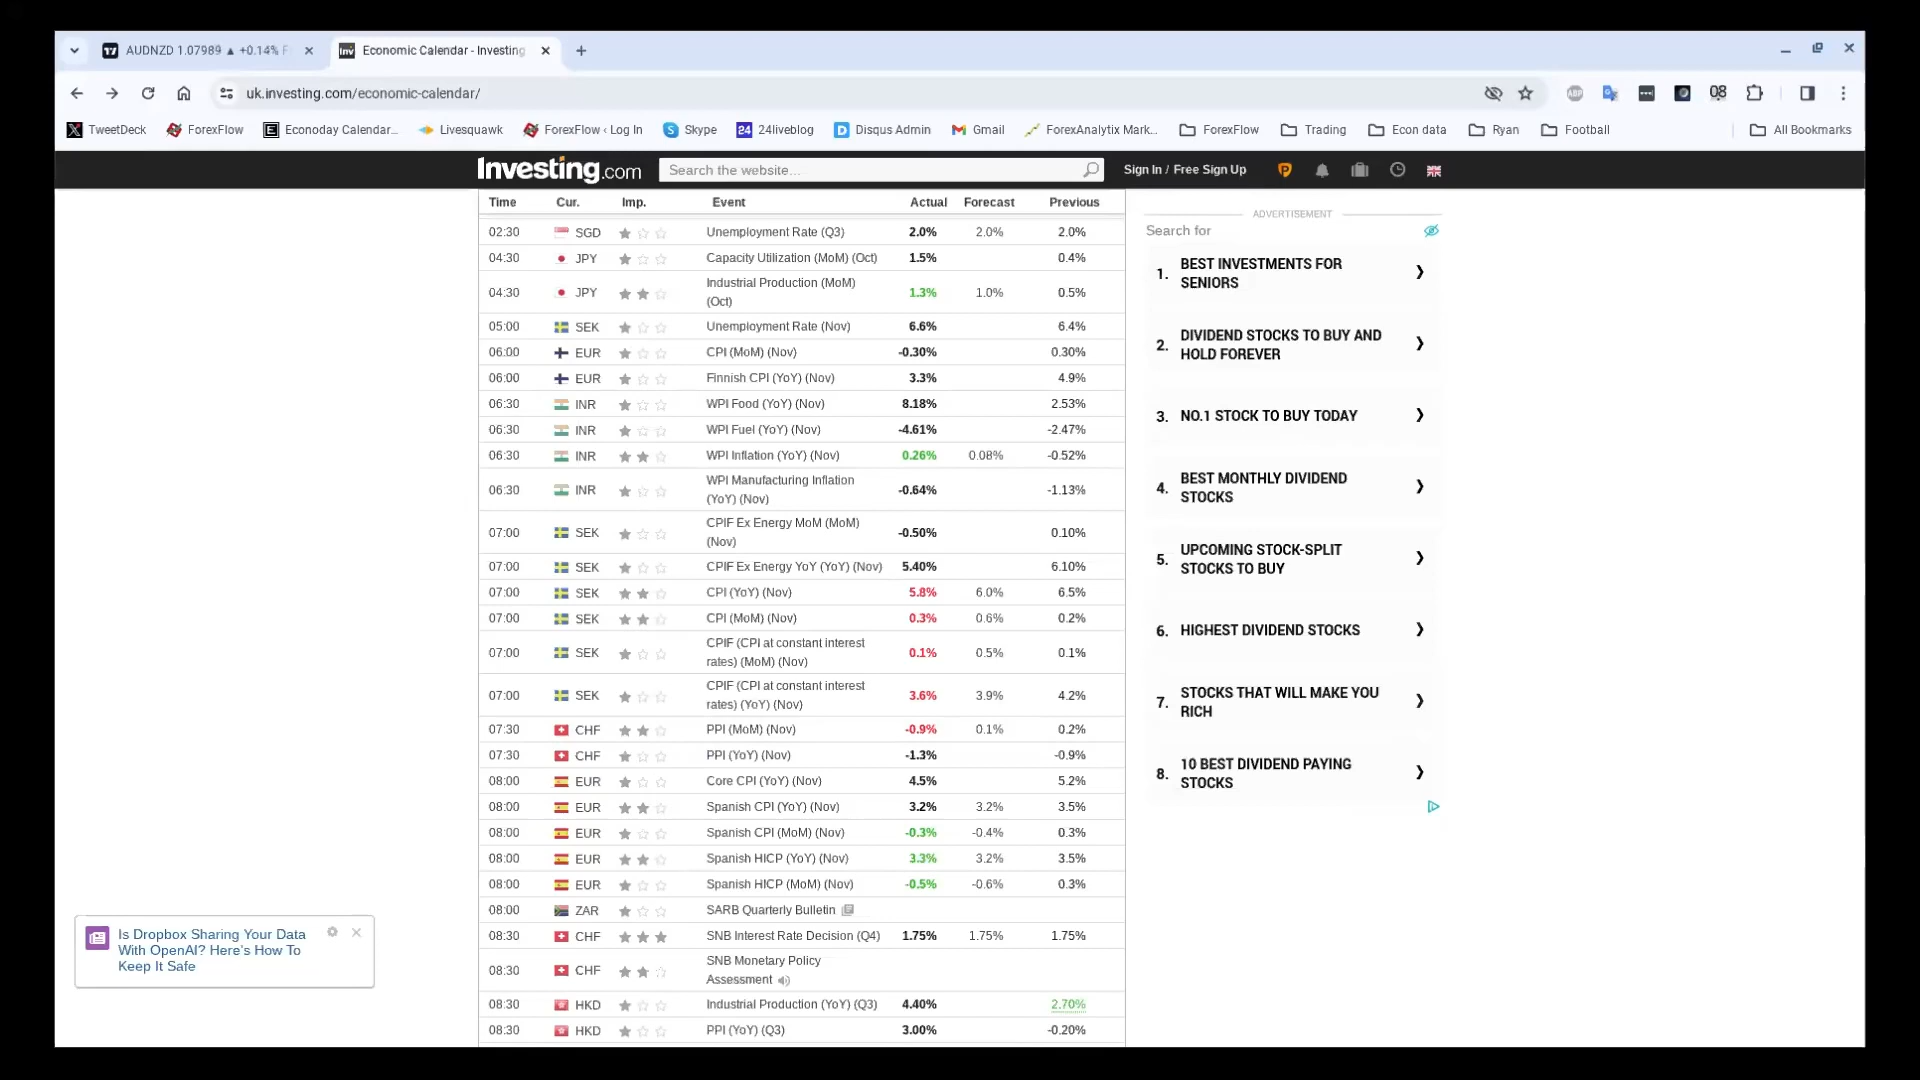 AUDNZD 1.07989 ▲ +0.14%
Economic Calendar - Investing
uk.investing.com/economic-calendar/
TweetDeck ForexFlow Econoday Calendar... Livesquawk ForexFlow ‹ Log In Skype 24liveblog Disqus Admin Gmail ForexAnalytix Mark... ForexFlow Trading Econ data Ryan Football All Bookmarks
Investing.com Search the website... Sign In / Free Sign Up
Time Cur. Imp. Event Actual Forecast Previous
02:30 SGD Unemployment Rate (Q3) 2.0% 2.0% 2.0%
04:30 JPY Capacity Utilization (MoM) (Oct) 1.5% 0.4%
04:30 JPY Industrial Production (MoM) 1.3% 1.0% 0.5%
(Oct)
05:00 SEK Unemployment Rate (Nov) 6.6% 6.4%
06:00 EUR CPI (MoM) (Nov) -0.30% 0.30%
06:00 EUR Finnish CPI (YoY) (Nov) 3.3% 4.9%
06:30 INR WPI Food (YoY) (Nov) 8.18% 2.53%
06:30 INR WPI Fuel (YoY) (Nov) -4.61% -2.47%
06:30 INR WPI Inflation (YoY) (Nov) 0.26% 0.08% -0.52%
06:30 INR WPI Manufacturing Inflation -0.64% -1.13%
(YoY) (Nov)
07:00 SEK CPIF Ex Energy MoM (MoM) -0.50% 0.10%
(Nov)
07:00 SEK CPIF Ex Energy YoY (YoY) (Nov) 5.40% 6.10%
07:00 SEK CPI (YoY) (Nov) 5.8% 6.0% 6.5%
07:00 SEK CPI (MoM) (Nov) 0.3% 0.6% 0.2%
07:00 SEK CPIF (CPI at constant interest 0.1% 0.5% 0.1%
rates) (MoM) (Nov)
07:00 SEK CPIF (CPI at constant interest 3.6% 3.9% 4.2%
rates) (YoY) (Nov)
07:30 CHF PPI (MoM) (Nov) -0.9% 0.1% 0.2%
07:30 CHF PPI (YoY) (Nov) -1.3% -0.9%
08:00 EUR Core CPI (YoY) (Nov) 4.5% 5.2%
08:00 EUR Spanish CPI (YoY) (Nov) 3.2% 3.2% 3.5%
08:00 EUR Spanish CPI (MoM) (Nov) -0.3% -0.4% 0.3%
08:00 EUR Spanish HICP (YoY) (Nov) 3.3% 3.2% 3.5%
08:00 EUR Spanish HICP (MoM) (Nov) -0.5% -0.6% 0.3%
08:00 ZAR SARB Quarterly Bulletin
08:30 CHF SNB Interest Rate Decision (Q4) 1.75% 1.75% 1.75%
08:30 CHF SNB Monetary Policy
Assessment
08:30 HKD Industrial Production (YoY) (Q3) 4.40% 2.70%
08:30 HKD PPI (YoY) (Q3) 3.00% -0.20%
ADVERTISEMENT
Search for
1. BEST INVESTMENTS FOR
SENIORS
2. DIVIDEND STOCKS TO BUY AND
HOLD FOREVER
3. NO.1 STOCK TO BUY TODAY
4. BEST MONTHLY DIVIDEND
STOCKS
5. UPCOMING STOCK-SPLIT
STOCKS TO BUY
6. HIGHEST DIVIDEND STOCKS
7. STOCKS THAT WILL MAKE YOU
RICH
8. 10 BEST DIVIDEND PAYING
STOCKS
Is Dropbox Sharing Your Data
With OpenAI? Here's How To
Keep It Safe